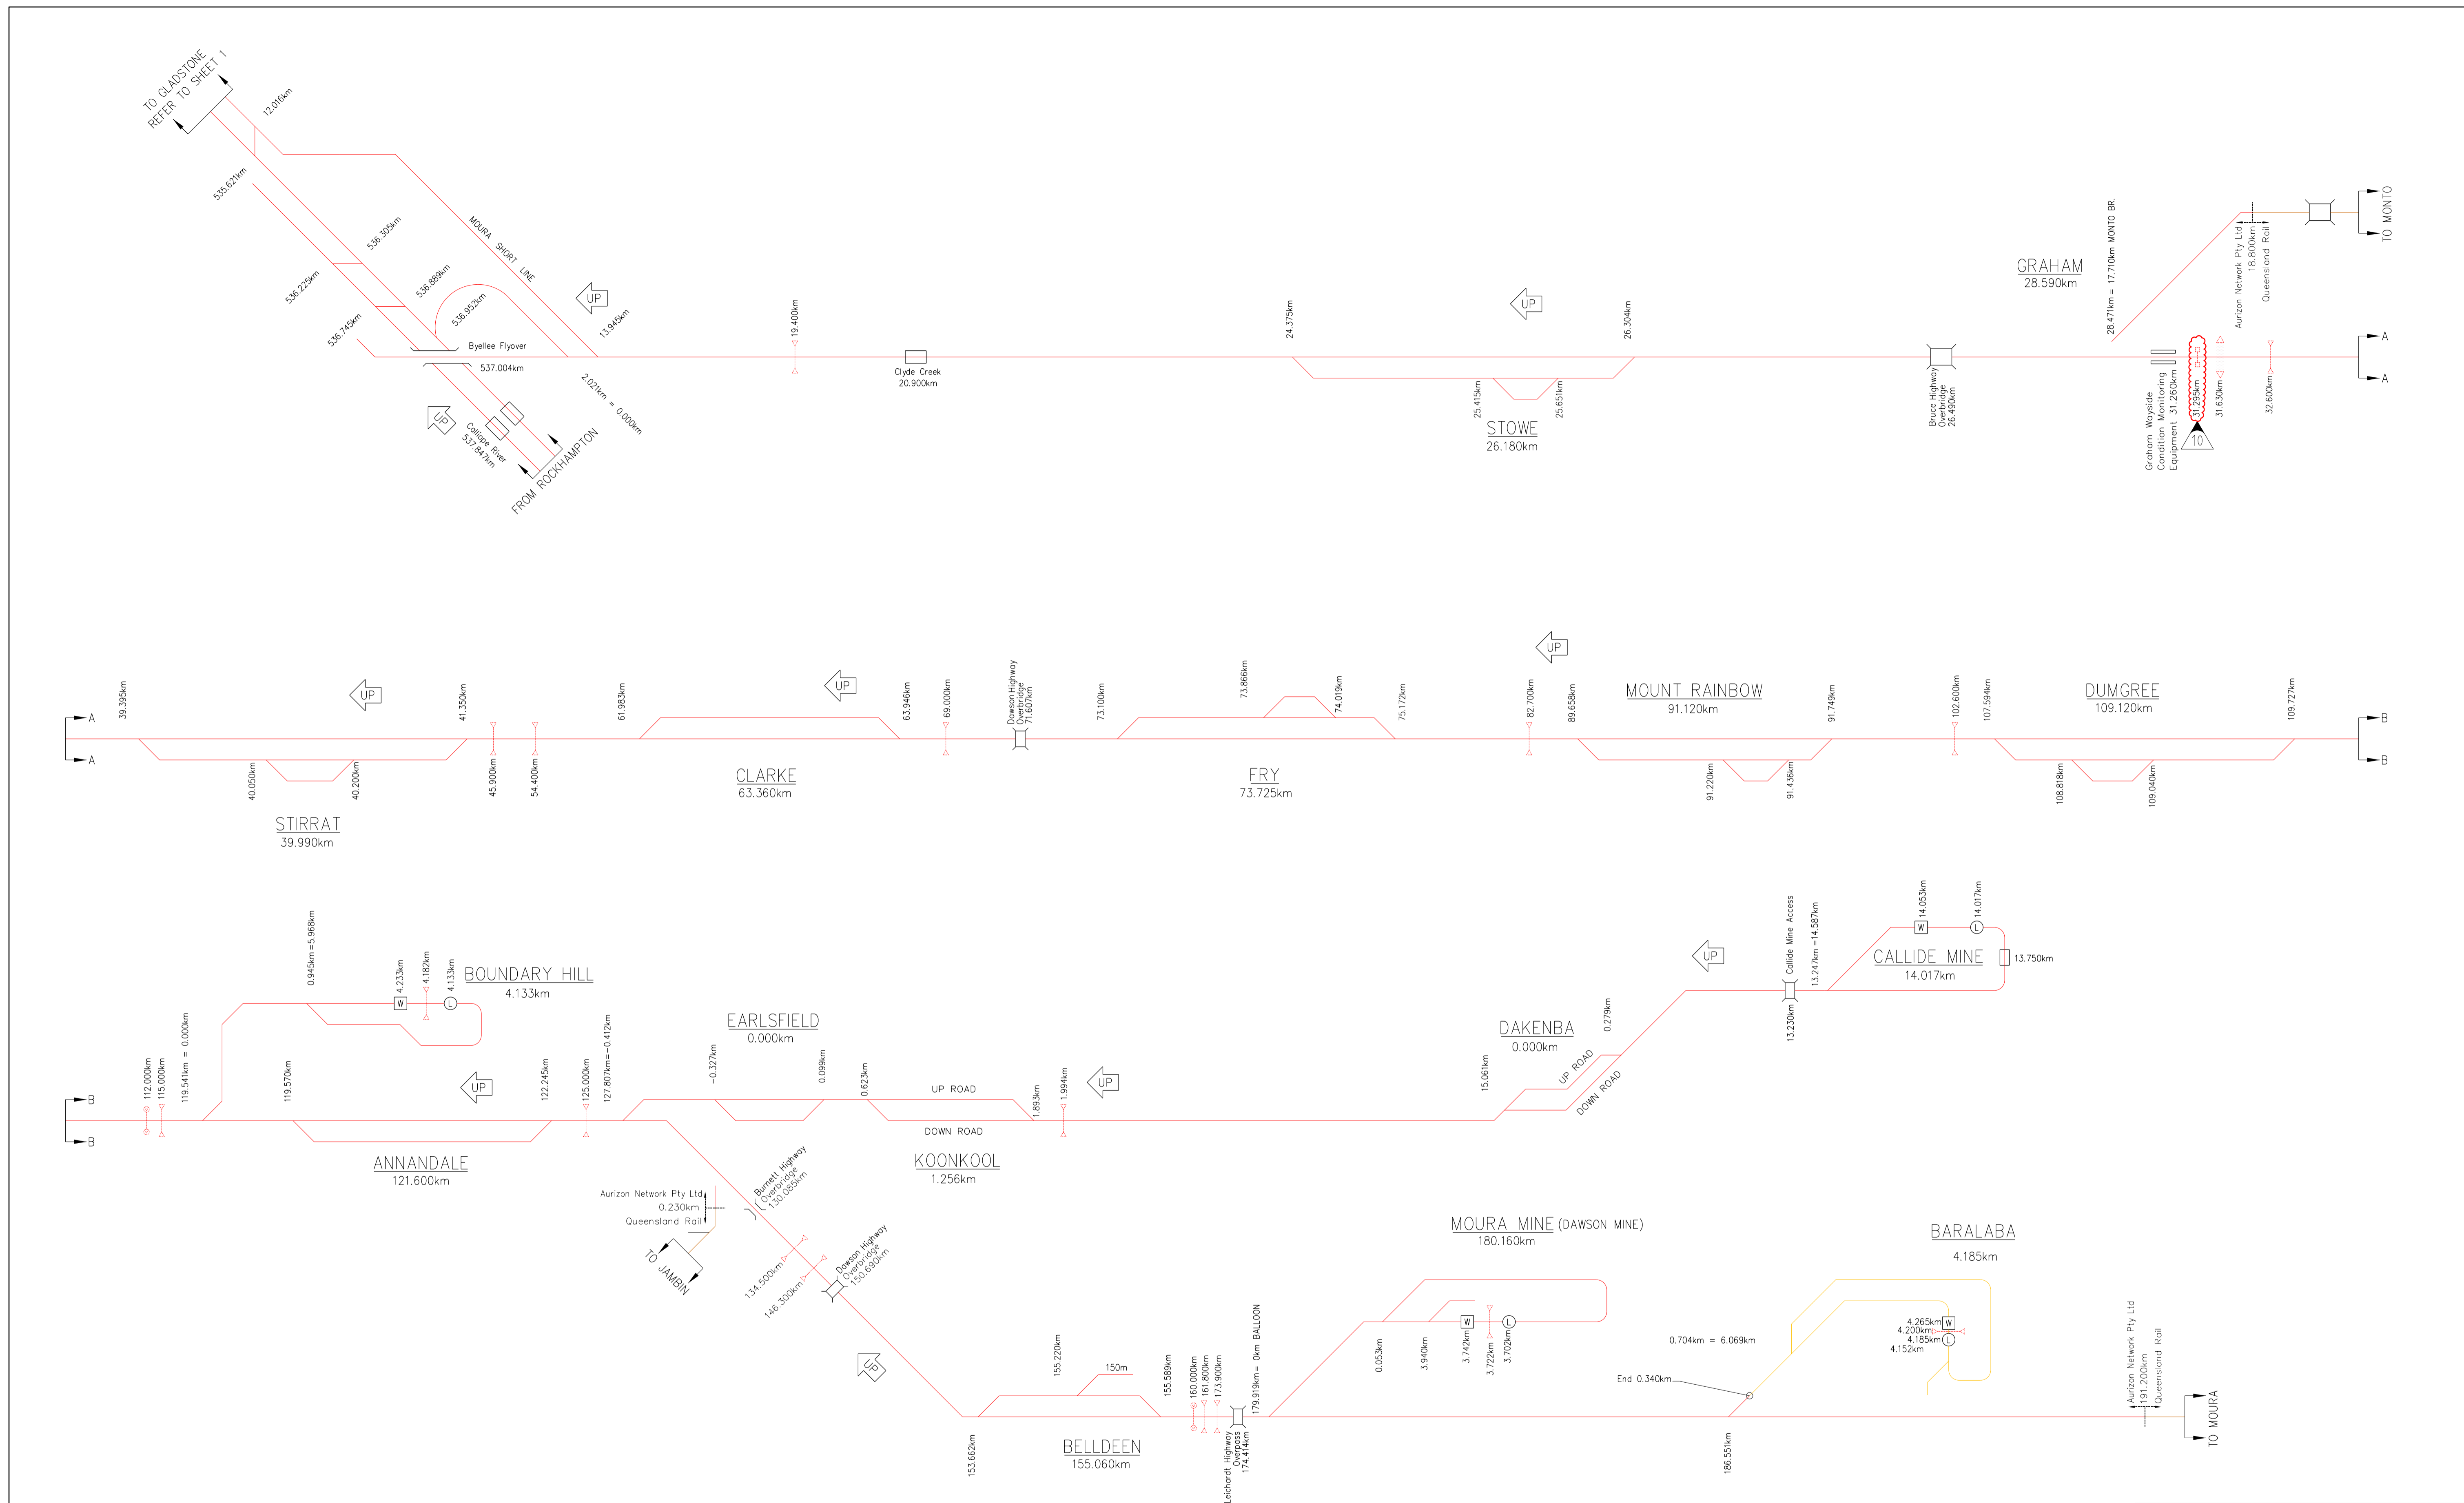 TO GLADSTONE
REFER TO SHEET 1
12.016km
535.621km
536.305km
536.225km
536.889km
536.952km
536.745km
MOURA SHORT LINE
UP
13.945km
Byellee Flyover
537.004km
2.021km = 0.000km
UP
Calliope River
537.847km
FROM ROCKHAMPTON
19.400km
Clyde Creek
20.900km
24.375km
UP
26.304km
25.415km
25.651km
STOWE
26.180km
Bruce Highway
Overbridge
26.490km
GRAHAM
28.590km
28.471km = 17.710km MONTO BR.
Aurizon Network Pty Ltd
18.800km
Queensland Rail
TO MONTO
Graham Wayside
Condition Monitoring
Equipment 31.260km
31.295km
10
31.630km
32.600km
A
A
A
A
39.395km
UP
41.350km
40.050km
40.200km
STIRRAT
39.990km
45.900km
54.400km
61.983km
UP
63.946km
CLARKE
63.360km
69.000km
Dawson Highway
Overbridge
71.607km
73.100km
73.866km
74.019km
75.172km
FRY
73.725km
UP
82.700km
89.658km
MOUNT RAINBOW
91.120km
91.749km
91.220km
91.436km
102.600km
107.594km
DUMGREE
109.120km
109.727km
108.818km
109.040km
B
B
B
B
112.000km
115.000km
119.541km = 0.000km
0.945km =5.968km
4.233km
W
4.182km
4.133km
L
BOUNDARY HILL
4.133km
119.570km
UP
122.245km
ANNANDALE
121.600km
125.000km
127.807km=-0.412km
EARLSFIELD
0.000km
-0.327km
0.099km
0.623km
UP ROAD
DOWN ROAD
KOONKOOL
1.256km
1.893km
1.994km
UP
15.061km
DAKENBA
0.000km
0.279km
UP ROAD
DOWN ROAD
UP
Callide Mine Access
13.230km
13.247km =14.587km
14.053km
W
14.017km
L
CALLIDE MINE
14.017km
13.750km
Aurizon Network Pty Ltd
0.230km
Queensland Rail
TO JAMBIN
Burnett Highway
Overbridge
130.085km
134.500km
146.300km
Dawson Highway
Overbridge
150.690km
UP
153.662km
155.220km
150m
155.589km
BELLDEEN
155.060km
160.000km
161.800km
173.900km
Leichardt Highway
Overpass
174.414km
179.919km= 0km BALLOON
MOURA MINE (DAWSON MINE)
180.160km
0.053km
3.940km
3.742km
W
3.722km
3.702km
L
0.704km = 6.069km
End 0.340km
186.551km
BARALABA
4.185km
4.265km
W
4.200km
4.185km
L
4.152km
Aurizon Network Pty Ltd
191.200km
Queensland Rail
TO MOURA